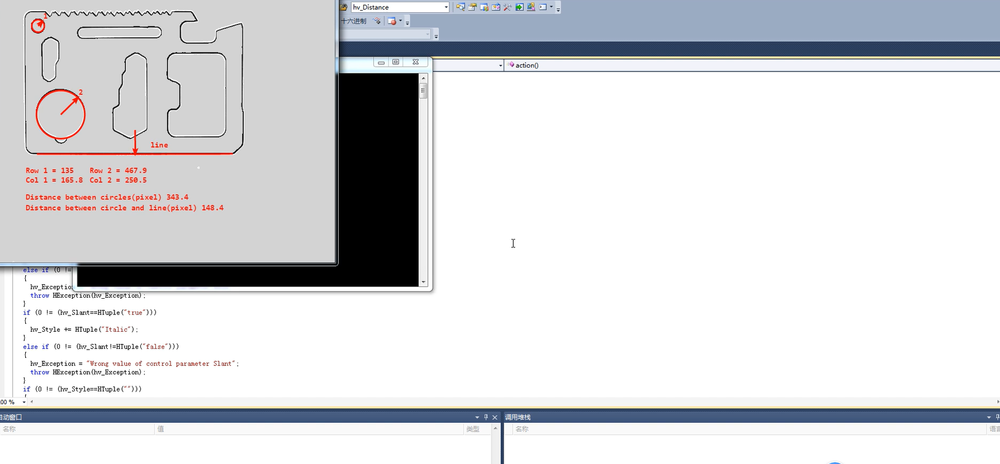 hv_Distance
十六进制
action()
1
2
line
Row 1 = 135 Row 2 = 467.9
Col 1 = 165.8 Col 2 = 250.5
Distance between circles(pixel) 343.4
Distance between circle and line(pixel) 148.4
else if (0 !=
{
hv_Exception
throw HException(hv_Exception);
}
if (0 != (hv_Slant==HTuple("true")))
{
hv_Style += HTuple("Italic");
}
else if (0 != (hv_Slant!=HTuple("false")))
{
hv_Exception = "Wrong value of control parameter Slant";
throw HException(hv_Exception);
}
if (0 != (hv_Style==HTuple("")))
{
00 %
自动窗口
调用堆栈
名称 值 类型
名称 语言